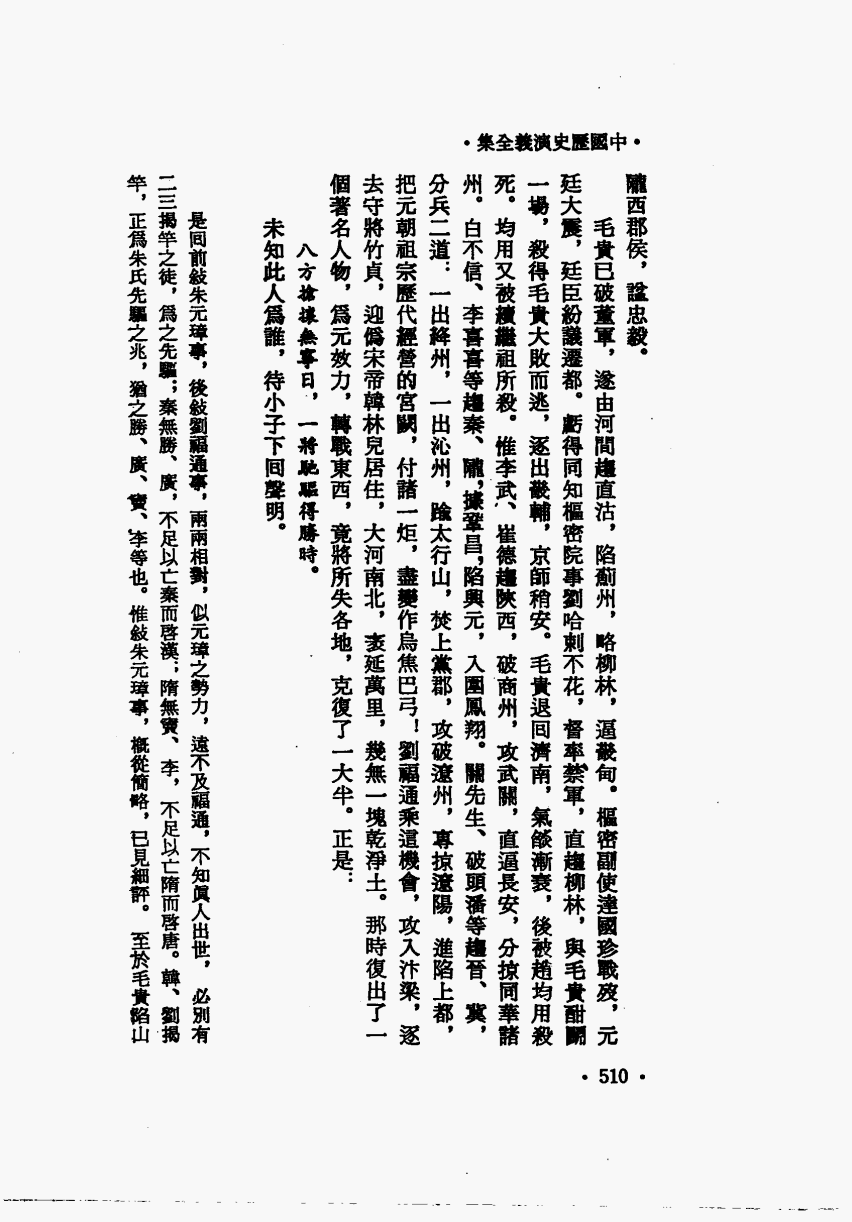 ·中國歷史演義全集·
隴西郡侯，諡忠毅。
毛貴已破董軍，遂由河間趨直沽，陷薊州，略柳林，逼畿甸。樞密副使達國珍戰歿，元
廷大震，廷臣紛議遷都。虧得同知樞密院事劉哈剌不花，督率禁軍，直趨柳林，與毛貴酣鬭
一場，殺得毛貴大敗而逃，逐出畿輔，京師稍安。毛貴退回濟南，氣燄漸衰，後被趙均用殺
死。均用又被續繼祖所殺。惟李武、崔德趨陝西，破商州，攻武關，直逼長安，分掠同華諸
州。白不信、李喜喜等趨秦、隴，據鞏昌，陷興元，入圍鳳翔。關先生、破頭潘等趨晉、冀，
分兵二道：一出絳州，一出沁州，踰太行山，焚上黨郡，攻破遼州，專掠遼陽，進陷上都，
把元朝祖宗歷代經營的宮闕，付諸一炬，盡變作烏焦巴弓！劉福通乘這機會，攻入汴梁，逐
去守將竹貞，迎僞宋帝韓林兒居住，大河南北，袤延萬里，幾無一塊乾淨土。那時復出了一
個著名人物，爲元效力，轉戰東西，竟將所失各地，克復了一大半。正是：
八方搶攘無寧日，一將馳驅得勝時。
未知此人爲誰，待小子下回聲明。
是回前敍朱元璋事，後敍劉福通事，兩兩相對，似元璋之勢力，遠不及福通，不知眞人出世，必別有
二三揭竿之徒，爲之先驅；秦無勝、廣，不足以亡秦而啓漢；隋無竇、李，不足以亡隋而啓唐。韓、劉揭
竿，正爲朱氏先驅之兆，猶之勝、廣、竇、李等也。惟敍朱元璋事，概從簡略，已見細評。至於毛貴陷山
·510·